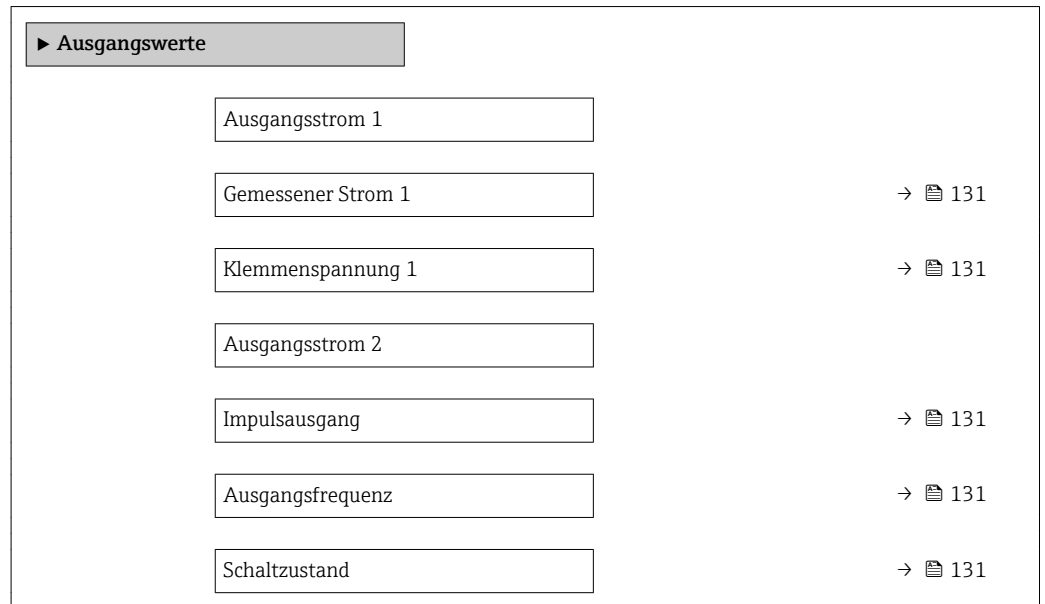 ▶ Ausgangswerte
Ausgangsstrom 1
Gemessener Strom 1 → 131
Klemmenspannung 1 → 131
Ausgangsstrom 2
Impulsausgang → 131
Ausgangsfrequenz → 131
Schaltzustand → 131